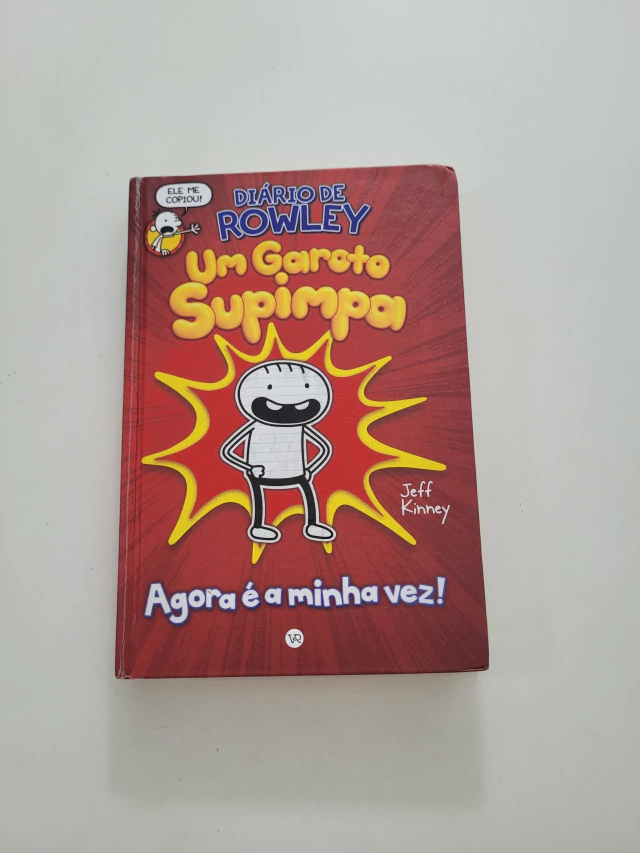 ELE ME
COPIOU!
DIÁRIO DE
ROWLEY
Um Garoto
Supimpa
Jeff
Kinney
Agora é a minha vez!
VR